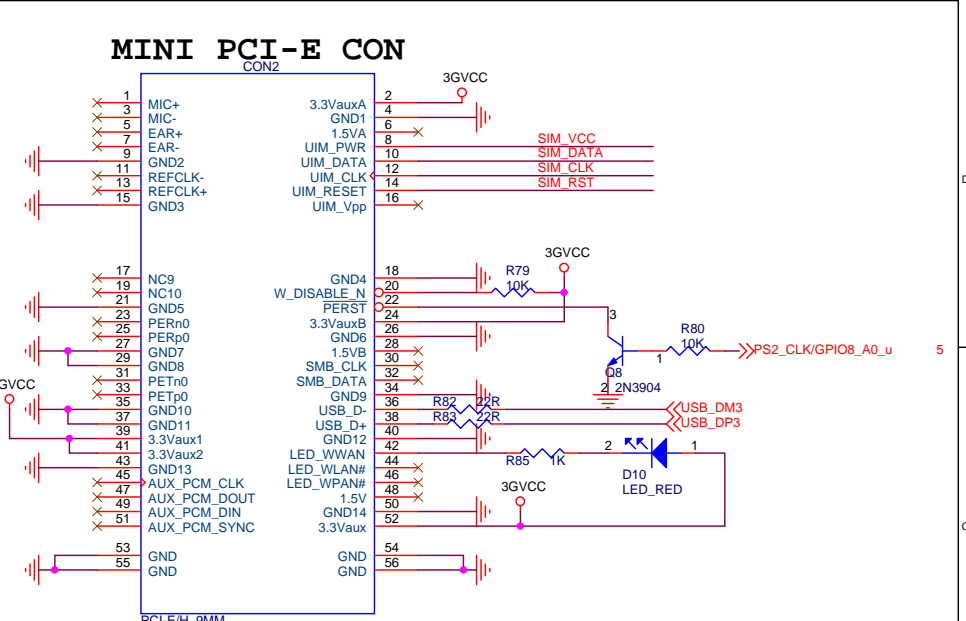 MINI PCI-E CON
CON2
3GVCC
1 MIC+ 3.3VauxA 2
3 MIC- GND1 4
5 EAR+ 1.5VA 6
7 EAR- UIM_PWR 8 SIM_VCC
9 GND2 UIM_DATA 10 SIM_DATA
11 REFCLK- UIM_CLK 12 SIM_CLK
13 REFCLK+ UIM_RESET 14 SIM_RST
15 GND3 UIM_Vpp 16
3GVCC
17 NC9 GND4 18 R79
19 NC10 W_DISABLE_N 20 10K
21 GND5 PERST 22
23 PERn0 3.3VauxB 24 3
25 PERp0 GND6 26 R80
27 GND7 1.5VB 28 10K PS2_CLK/GPIO8_A0_u 5
29 GND8 SMB_CLK 30 1
31 PETn0 SMB_DATA 32 Q8
33 PETp0 GND9 34 2 2N3904
GVCC
35 GND10 USB_D- 36 R82 22R USB_DM3
37 GND11 USB_D+ 38 R83 22R USB_DP3
39 3.3Vaux1 GND12 40
41 3.3Vaux2 LED_WWAN 42 R85 1K 2 1
43 GND13 LED_WLAN# 44 D10
45 AUX_PCM_CLK LED_WPAN# 46 LED_RED
47 AUX_PCM_DOUT 1.5V 48 3GVCC
49 AUX_PCM_DIN GND14 50
51 AUX_PCM_SYNC 3.3Vaux 52
53 GND GND 54
55 GND GND 56
PCI-E/H_9MM
D
C